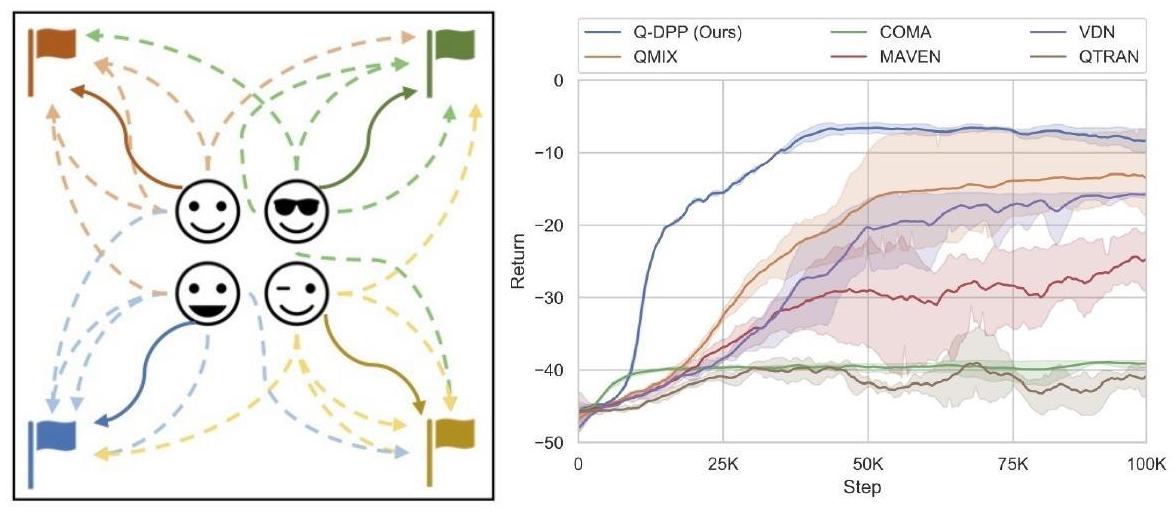 Q-DPP (Ours) COMA VDN
QMIX MAVEN QTRAN
0
−10
−20
−30
−40
−50
Return
0 25K 50K 75K 100K
Step